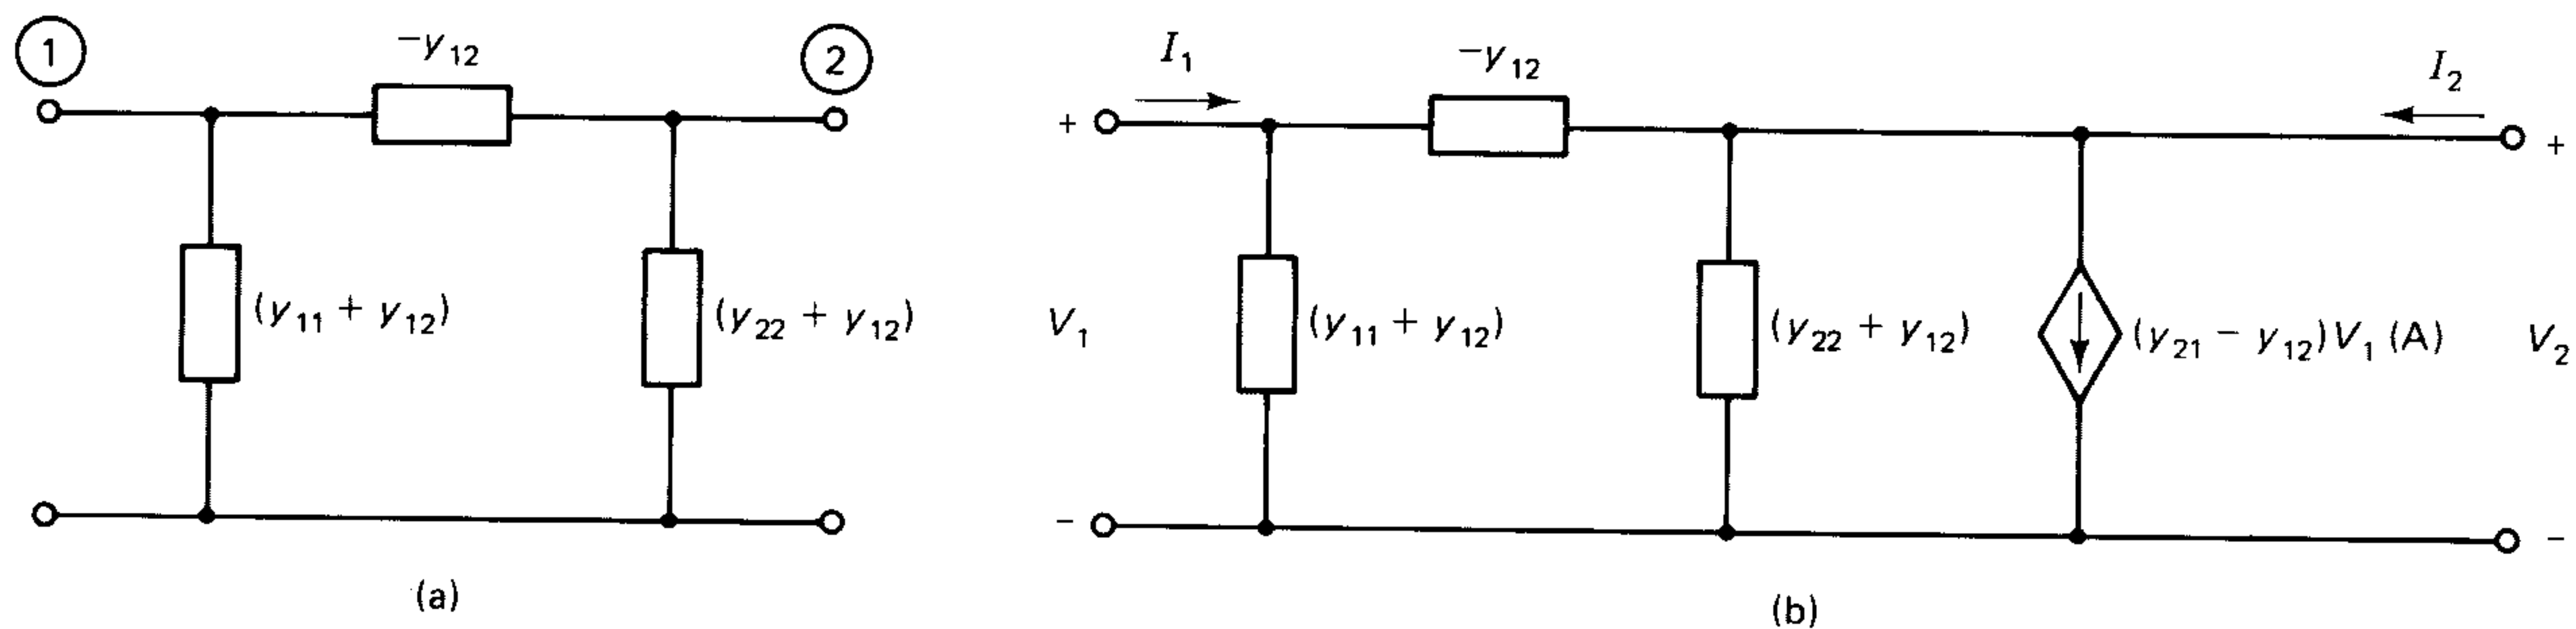 1
−y12
2
(y11 + y12)
(y22 + y12)
(a)
I1
−y12
I2
+
+
V1
(y11 + y12)
(y22 + y12)
(y21 − y12)V1 (A)
V2
−
−
(b)